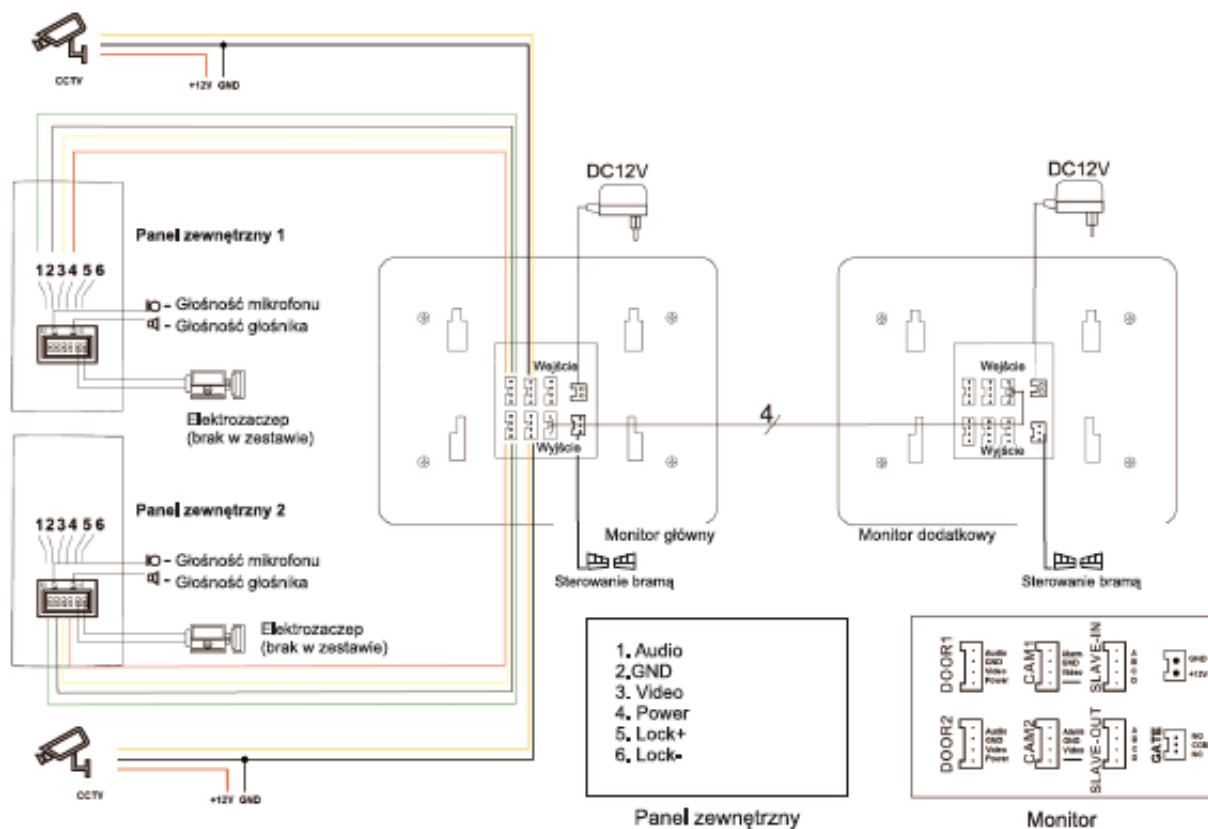 CCTV
+12V GND
DC12V
DC12V
Panel zewnętrzny 1
1 2 3 4 5 6
- Głośność mikrofonu
- Głośność głośnika
Elektrozaczep
(brak w zestawie)
Wejście
Wyjście
4
Wejście
Wyjście
Monitor główny
Monitor dodatkowy
Sterowanie bramą
Sterowanie bramą
Panel zewnętrzny 2
1 2 3 4 5 6
- Głośność mikrofonu
- Głośność głośnika
Elektrozaczep
(brak w zestawie)
CCTV
+12V GND
1. Audio
2.GND
3. Video
4. Power
5. Lock+
6. Lock-
Panel zewnętrzny
DOOR1
Audio
GND
Video
Power
CAM1
Alarm
GND
Video
SLAVE-IN
A
B
C
D
GND
+12V
DOOR2
Audio
GND
Video
Power
CAM2
Alarm
GND
Video
SLAVE-OUT
A
B
C
D
GATE
NO
COM
NC
Monitor